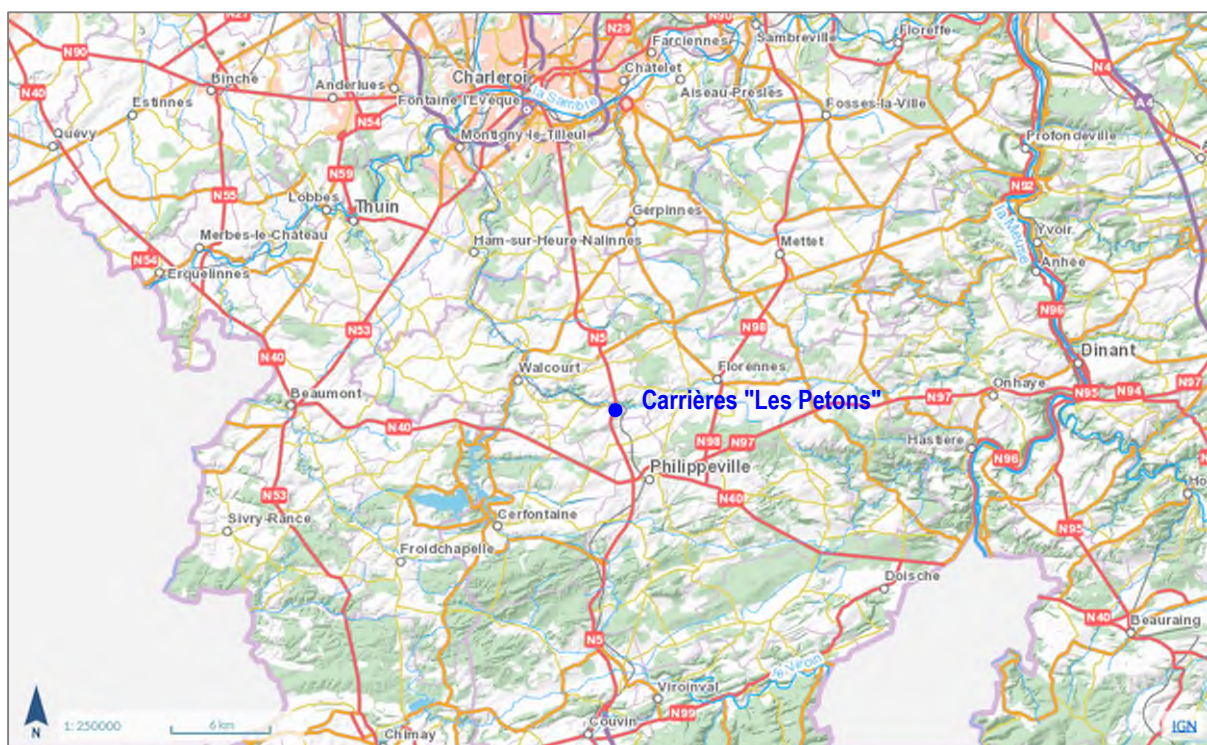 N90
N27
N29
N90
Floreffe
Farciennes
Sambreville
N4
Charleroi
Châtelet
Binche
Anderlues
la Sambre
Aiseau-Presles
N40
Estinnes
Fontaine-l'Evêque
Fosses-la-Ville
A4
N54
Quévy
Montigny-le-Tilleul
Profondeville
N59
N92
N55
Lobbes
Thuin
Gerpinnes
la Meuse
Yvoir
Merbes-le-Château
Ham-sur-Heure-Nalinnes
Mettet
N54
Anhée
Erquelinnes
N96
N53
N5
N98
N40
Walcourt
Florennes
Dinant
Beaumont
Carrières "Les Petons"
N97
Onhaye
N95
N94
N97
N40
N98
N97
Hastière
N96
Philippeville
N53
N40
Sivry-Rance
Cerfontaine
N95
Froidchapelle
Doische
N40
Beauraing
N5
le Viroin
Viroinval
N99
N
1: 250000
6 km
Chimay
Couvin
IGN